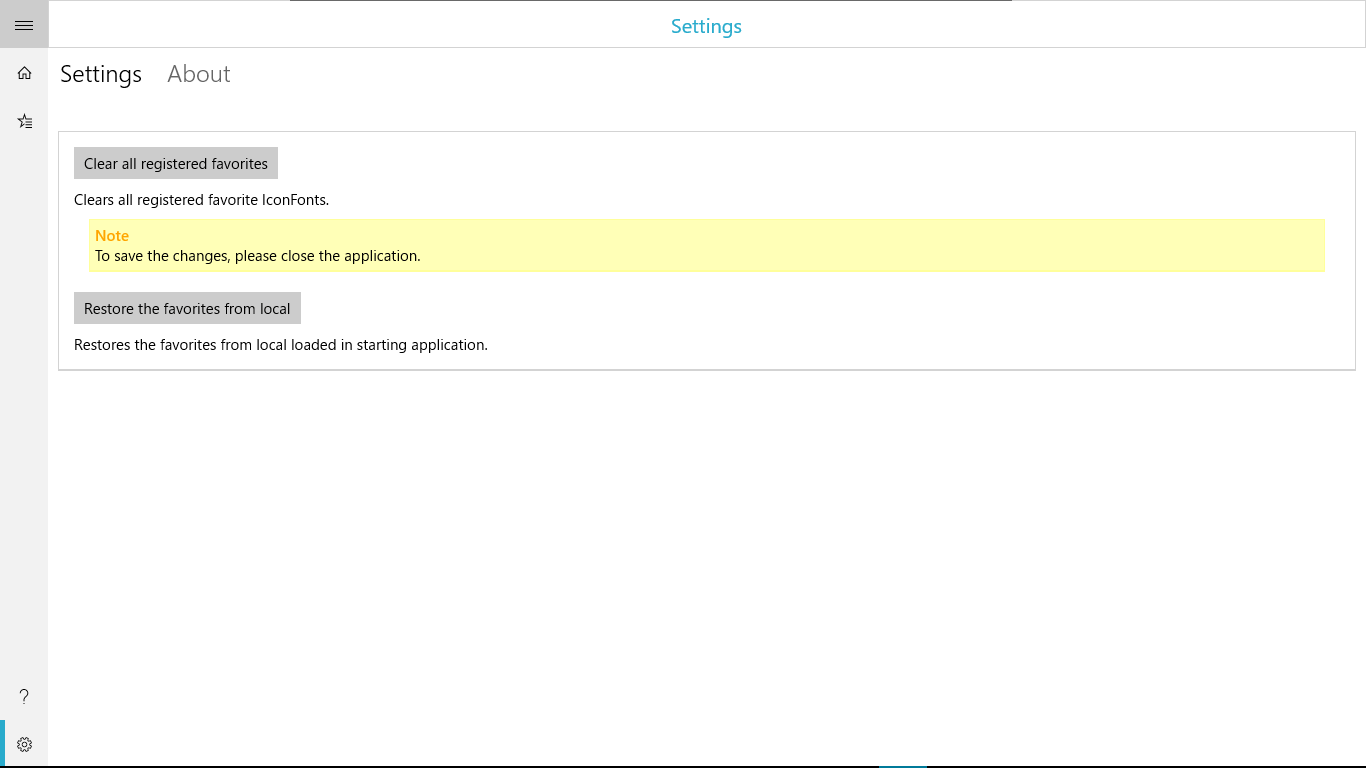 Settings
Settings About
Clear all registered favorites
Clears all registered favorite IconFonts.
Note
To save the changes, please close the application.
Restore the favorites from local
Restores the favorites from local loaded in starting application.